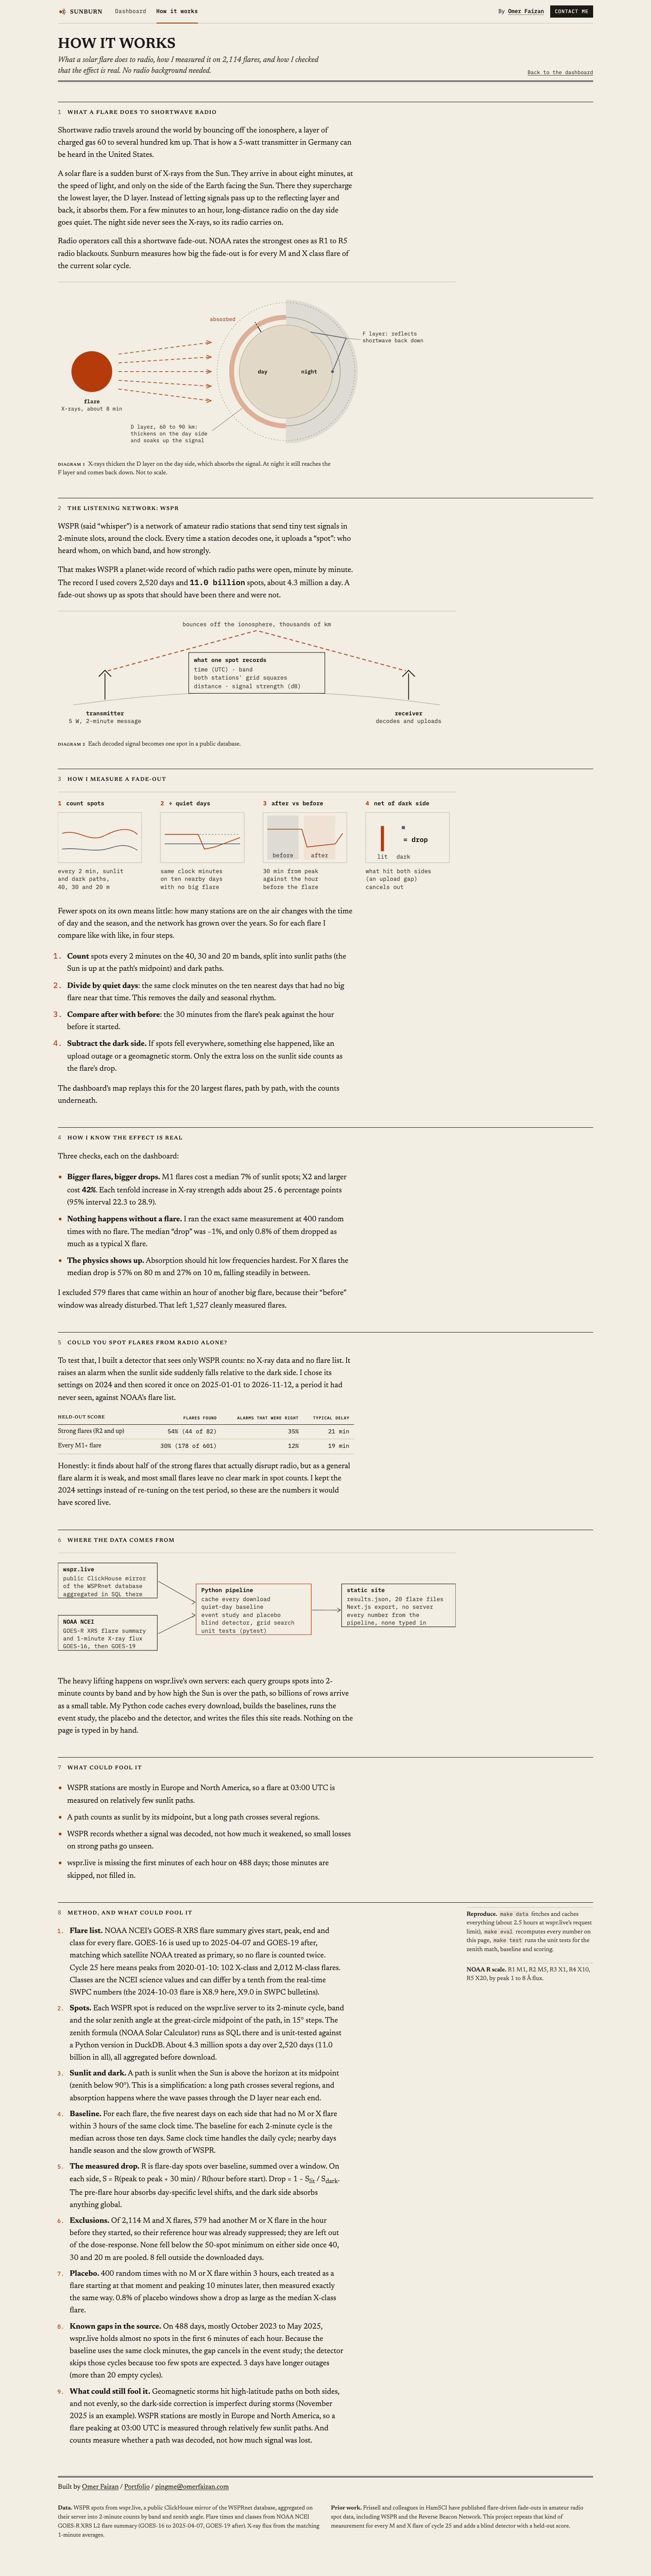 SUNBURN
Dashboard
How it works
By Omer Faizan
CONTACT ME
HOW IT WORKS
What a solar flare does to radio, how I measured it on 2,114 flares, and how I checked
that the effect is real. No radio background needed.
Back to the dashboard
1 WHAT A FLARE DOES TO SHORTWAVE RADIO
Shortwave radio travels around the world by bouncing off the ionosphere, a layer of
charged gas 60 to several hundred km up. That is how a 5-watt transmitter in Germany can
be heard in the United States.
A solar flare is a sudden burst of X-rays from the Sun. They arrive in about eight minutes, at
the speed of light, and only on the side of the Earth facing the Sun. There they supercharge
the lowest layer, the D layer. Instead of letting signals pass up to the reflecting layer and
back, it absorbs them. For a few minutes to an hour, long-distance radio on the day side
goes quiet. The night side never sees the X-rays, so its radio carries on.
Radio operators call this a shortwave fade-out. NOAA rates the strongest ones as R1 to R5
radio blackouts. Sunburn measures how big the fade-out is for every M and X class flare of
the current solar cycle.
absorbed
F layer: reflects
shortwave back down
day
night
flare
X-rays, about 8 min
D layer, 60 to 90 km:
thickens on the day side
and soaks up the signal
DIAGRAM 1 X-rays thicken the D layer on the day side, which absorbs the signal. At night it still reaches the
F layer and comes back down. Not to scale.
2 THE LISTENING NETWORK: WSPR
WSPR (said “whisper”) is a network of amateur radio stations that send tiny test signals in
2-minute slots, around the clock. Every time a station decodes one, it uploads a “spot”: who
heard whom, on which band, and how strongly.
That makes WSPR a planet-wide record of which radio paths were open, minute by minute.
The record I used covers 2,520 days and 11.0 billion spots, about 4.3 million a day. A
fade-out shows up as spots that should have been there and were not.
bounces off the ionosphere, thousands of km
what one spot records
time (UTC) · band
both stations' grid squares
distance · signal strength (dB)
transmitter
5 W, 2-minute message
receiver
decodes and uploads
DIAGRAM 2 Each decoded signal becomes one spot in a public database.
3 HOW I MEASURE A FADE-OUT
1 count spots
2 ÷ quiet days
3 after vs before
4 net of dark side
before
after
= drop
lit
dark
every 2 min, sunlit
and dark paths,
40, 30 and 20 m
same clock minutes
on ten nearby days
with no big flare
30 min from peak
against the hour
before the flare
what hit both sides
(an upload gap)
cancels out
Fewer spots on its own means little: how many stations are on the air changes with the time
of day and the season, and the network has grown over the years. So for each flare I
compare like with like, in four steps.
1. Count spots every 2 minutes on the 40, 30 and 20 m bands, split into sunlit paths (the
Sun is up at the path's midpoint) and dark paths.
2. Divide by quiet days: the same clock minutes on the ten nearest days that had no big
flare near that time. This removes the daily and seasonal rhythm.
3. Compare after with before: the 30 minutes from the flare's peak against the hour
before it started.
4. Subtract the dark side. If spots fell everywhere, something else happened, like an
upload outage or a geomagnetic storm. Only the extra loss on the sunlit side counts as
the flare's drop.
The dashboard's map replays this for the 20 largest flares, path by path, with the counts
underneath.
4 HOW I KNOW THE EFFECT IS REAL
Three checks, each on the dashboard:
• Bigger flares, bigger drops. M1 flares cost a median 7% of sunlit spots; X2 and larger
cost 42%. Each tenfold increase in X-ray strength adds about 25.6 percentage points
(95% interval 22.3 to 28.9).
• Nothing happens without a flare. I ran the exact same measurement at 400 random
times with no flare. The median “drop” was −1%, and only 0.8% of them dropped as
much as a typical X flare.
• The physics shows up. Absorption should hit low frequencies hardest. For X flares the
median drop is 57% on 80 m and 27% on 10 m, falling steadily in between.
I excluded 579 flares that came within an hour of another big flare, because their “before”
window was already disturbed. That left 1,527 cleanly measured flares.
5 COULD YOU SPOT FLARES FROM RADIO ALONE?
To test that, I built a detector that sees only WSPR counts: no X-ray data and no flare list. It
raises an alarm when the sunlit side suddenly falls relative to the dark side. I chose its
settings on 2024 and then scored it once on 2025-01-01 to 2026-11-12, a period it had
never seen, against NOAA's flare list.
HELD-OUT SCORE FLARES FOUND ALARMS THAT WERE RIGHT TYPICAL DELAY
Strong flares (R2 and up) 54% (44 of 82) 35% 21 min
Every M1+ flare 30% (178 of 601) 12% 19 min
Honestly: it finds about half of the strong flares that actually disrupt radio, but as a general
flare alarm it is weak, and most small flares leave no clear mark in spot counts. I kept the
2024 settings instead of re-tuning on the test period, so these are the numbers it would
have scored live.
6 WHERE THE DATA COMES FROM
wspr.live
public ClickHouse mirror
of the WSPRnet database
aggregated in SQL there
NOAA NCEI
GOES-R XRS flare summary
and 1-minute X-ray flux
GOES-16, then GOES-19
Python pipeline
cache every download
quiet-day baseline
event study and placebo
blind detector, grid search
unit tests (pytest)
static site
results.json, 20 flare files
Next.js export, no server
every number from the
pipeline, none typed in
The heavy lifting happens on wspr.live's own servers: each query groups spots into 2-
minute counts by band and by how high the Sun is over the path, so billions of rows arrive
as a small table. My Python code caches every download, builds the baselines, runs the
event study, the placebo and the detector, and writes the files this site reads. Nothing on the
page is typed in by hand.
7 WHAT COULD FOOL IT
• WSPR stations are mostly in Europe and North America, so a flare at 03:00 UTC is
measured on relatively few sunlit paths.
• A path counts as sunlit by its midpoint, but a long path crosses several regions.
• WSPR records whether a signal was decoded, not how much it weakened, so small losses
on strong paths go unseen.
• wspr.live is missing the first minutes of each hour on 488 days; those minutes are
skipped, not filled in.
8 METHOD, AND WHAT COULD FOOL IT
1. Flare list. NOAA NCEI's GOES-R XRS flare summary gives start, peak, end and
class for every flare. GOES-16 is used up to 2025-04-07 and GOES-19 after,
matching which satellite NOAA treated as primary, so no flare is counted twice.
Cycle 25 here means peaks from 2020-01-10: 102 X-class and 2,012 M-class flares.
Classes are the NCEI science values and can differ by a tenth from the real-time
SWPC numbers (the 2024-10-03 flare is X8.9 here, X9.0 in SWPC bulletins).
2. Spots. Each WSPR spot is reduced on the wspr.live server to its 2-minute cycle, band
and the solar zenith angle at the great-circle midpoint of the path, in 15° steps. The
zenith formula (NOAA Solar Calculator) runs as SQL there and is unit-tested against
a Python version in DuckDB. About 4.3 million spots a day over 2,520 days (11.0
billion in all), all aggregated before download.
3. Sunlit and dark. A path is sunlit when the Sun is above the horizon at its midpoint
(zenith below 90°). This is a simplification: a long path crosses several regions, and
absorption happens where the wave passes through the D layer near each end.
4. Baseline. For each flare, the five nearest days on each side that had no M or X flare
within 3 hours of the same clock time. The baseline for each 2-minute cycle is the
median across those ten days. Same clock time handles the daily cycle; nearby days
handle season and the slow growth of WSPR.
5. The measured drop. R is flare-day spots over baseline, summed over a window. On
each side, S = R(peak to peak + 30 min) / R(hour before start). Drop = 1 − Slit / Sdark.
The pre-flare hour absorbs day-specific level shifts, and the dark side absorbs
anything global.
6. Exclusions. Of 2,114 M and X flares, 579 had another M or X flare in the hour
before they started, so their reference hour was already suppressed; they are left out
of the dose-response. None fell below the 50-spot minimum on either side once 40,
30 and 20 m are pooled. 8 fell outside the downloaded days.
7. Placebo. 400 random times with no M or X flare within 3 hours, each treated as a
flare starting at that moment and peaking 10 minutes later, then measured exactly
the same way. 0.8% of placebo windows show a drop as large as the median X-class
flare.
8. Known gaps in the source. On 488 days, mostly October 2023 to May 2025,
wspr.live holds almost no spots in the first 6 minutes of each hour. Because the
baseline uses the same clock minutes, the gap cancels in the event study; the detector
skips those cycles because too few spots are expected. 3 days have longer outages
(more than 20 empty cycles).
9. What could still fool it. Geomagnetic storms hit high-latitude paths on both sides,
and not evenly, so the dark-side correction is imperfect during storms (November
2025 is an example). WSPR stations are mostly in Europe and North America, so a
flare peaking at 03:00 UTC is measured through relatively few sunlit paths. And
counts measure whether a path was decoded, not how much signal was lost.
Reproduce. make data fetches and caches
everything (about 2.5 hours at wspr.live's request
limit), make eval recomputes every number on
this page, make test runs the unit tests for the
zenith math, baseline and scoring.
NOAA R scale. R1 M1, R2 M5, R3 X1, R4 X10,
R5 X20, by peak 1 to 8 Å flux.
Built by Omer Faizan / Portfolio / pingme@omerfaizan.com
Data. WSPR spots from wspr.live, a public ClickHouse mirror of the WSPRnet database, aggregated on
their server into 2-minute counts by band and zenith angle. Flare times and classes from NOAA NCEI
GOES-R XRS L2 flare summary (GOES-16 to 2025-04-07, GOES-19 after). X-ray flux from the matching
1-minute averages.
Prior work. Frissell and colleagues in HamSCI have published flare-driven fade-outs in amateur radio
spot data, including WSPR and the Reverse Beacon Network. This project repeats that kind of
measurement for every M and X flare of cycle 25 and adds a blind detector with a held-out score.